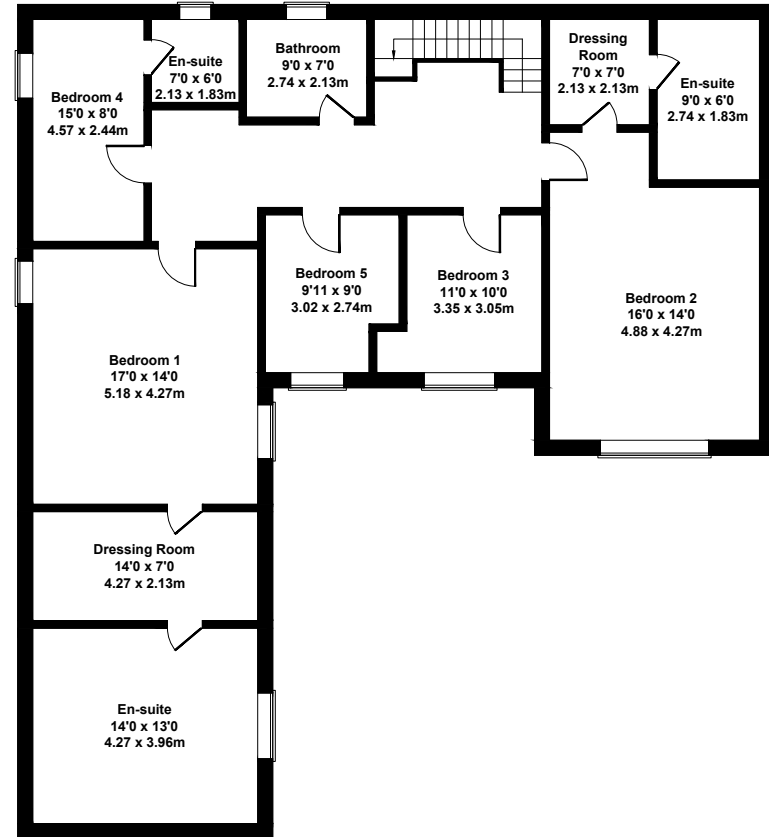 Bedroom 4
15'0 x 8'0
4.57 x 2.44m
En-suite
7'0 x 6'0
2.13 x 1.83m
Bathroom
9'0 x 7'0
2.74 x 2.13m
Dressing
Room
7'0 x 7'0
2.13 x 2.13m
En-suite
9'0 x 6'0
2.74 x 1.83m
Bedroom 5
9'11 x 9'0
3.02 x 2.74m
Bedroom 3
11'0 x 10'0
3.35 x 3.05m
Bedroom 2
16'0 x 14'0
4.88 x 4.27m
Bedroom 1
17'0 x 14'0
5.18 x 4.27m
Dressing Room
14'0 x 7'0
4.27 x 2.13m
En-suite
14'0 x 13'0
4.27 x 3.96m